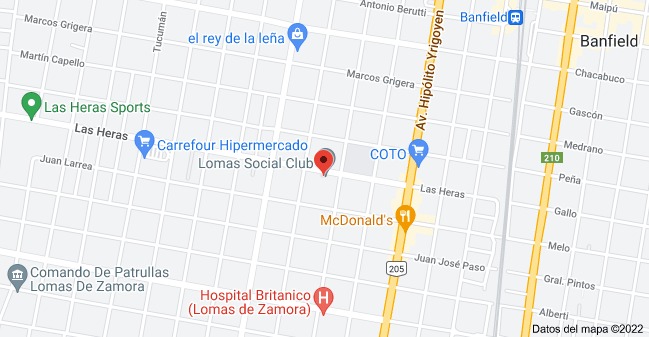 Antonio Berutti
Maipú
Banfield
Banfield
Tucumán
Marcos Grigera
el rey de la leña
Av. Hipólito Yrigoyen
Martín Capello
Marcos Grigera
Chacabuco
Las Heras Sports
Gascón
Las Heras
Carrefour Hipermercado
Medrano
Juan Larrea
Lomas Social Club
COTO
210
Peña
Las Heras
Gallo
McDonald's
Melo
Juan José Paso
205
Comando De Patrullas
Lomas De Zamora
Gral. Pintos
Hospital Britanico
(Lomas de Zamora)
Alberti
Datos del mapa ©2022